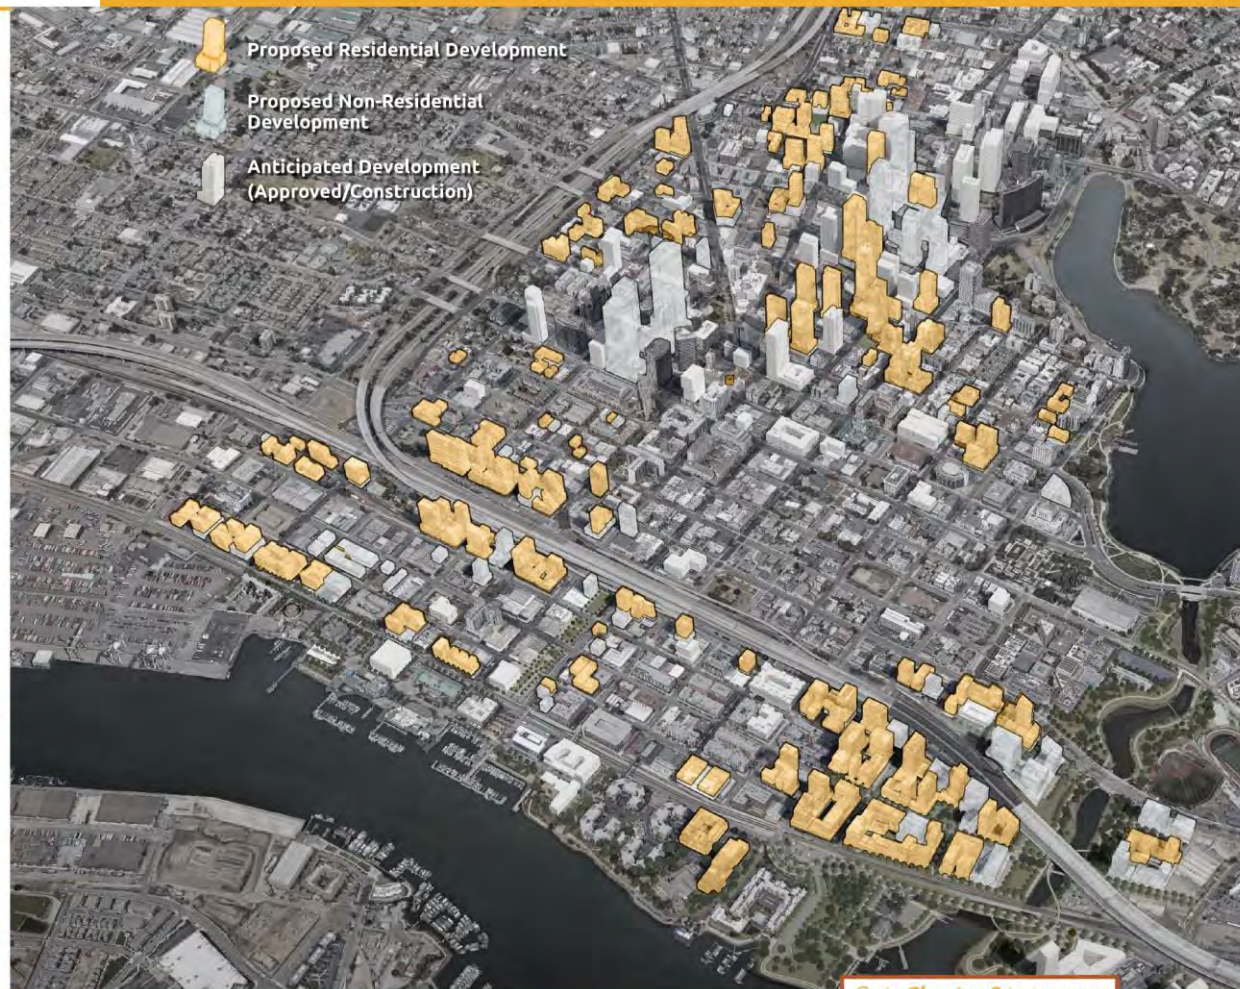 Proposed Residential Development
Proposed Non-Residential
Development
Anticipated Development
(Approved/Construction)